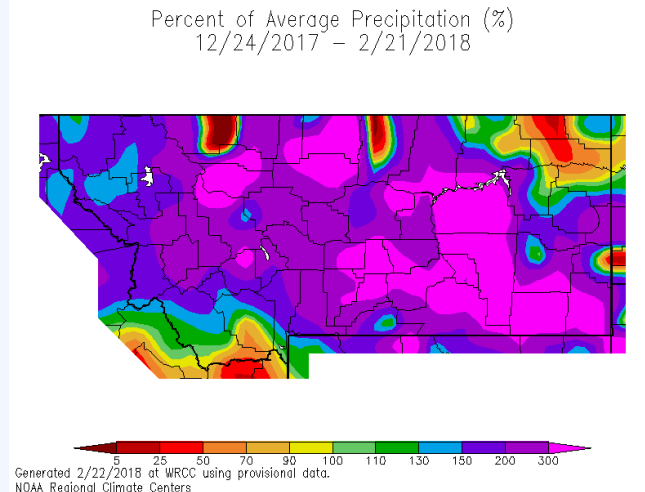 Percent of Average Precipitation (%)
12/24/2017 – 2/21/2018
5 25 50 70 90 100 110 130 150 200 300
Generated 2/22/2018 at WRCC using provisional data.
NOAA Regional Climate Centers